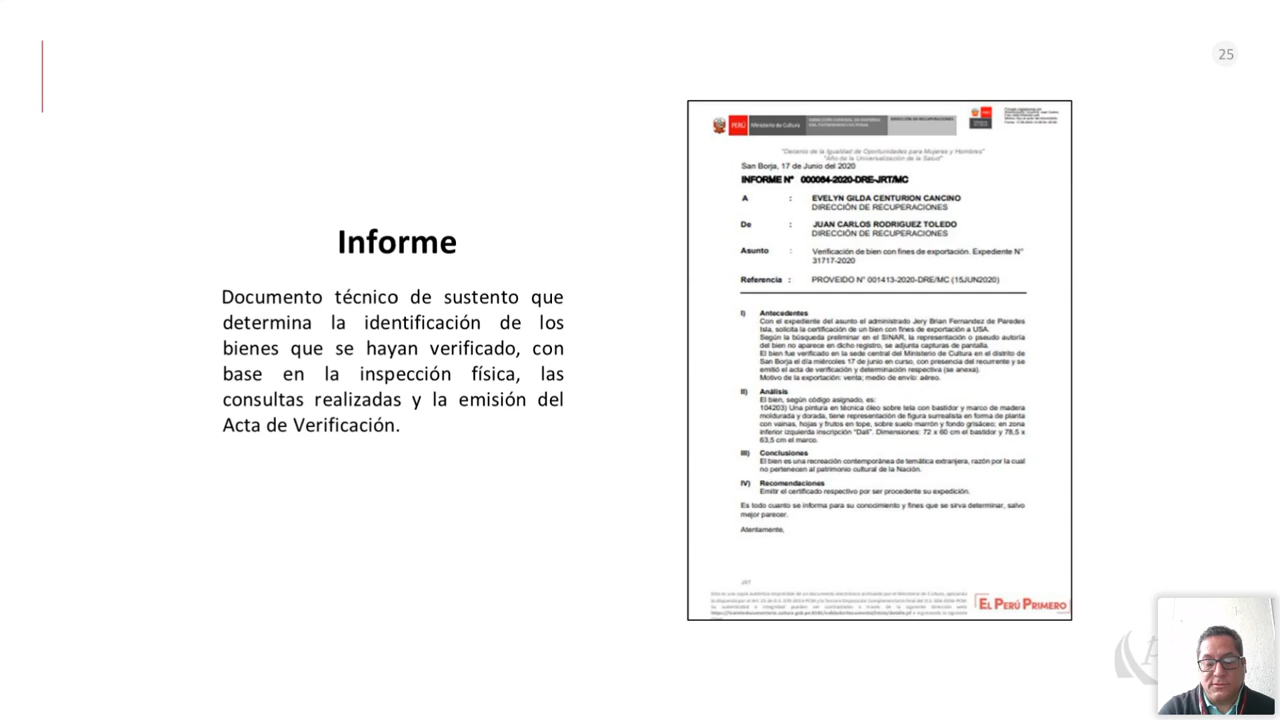 25
Informe
Documento técnico de sustento que
determina la identificación de los
bienes que se hayan verificado, con
base en la inspección física, las
consultas realizadas y la emisión del
Acta de Verificación.
PERÚ Ministerio de Cultura
DIRECCIÓN DE RECUPERACIONES
"Decenio de la Igualdad de Oportunidades para Mujeres y Hombres"
"Año de la Universalización de la Salud"
San Borja, 17 de Junio del 2020
INFORME N° 000084-2020-DRE-JRT/MC
A : EVELYN GILDA CENTURION CANCINO
DIRECCIÓN DE RECUPERACIONES
De : JUAN CARLOS RODRIGUEZ TOLEDO
DIRECCIÓN DE RECUPERACIONES
Asunto : Verificación de bien con fines de exportación. Expediente N°
31717-2020
Referencia : PROVEIDO N° 001413-2020-DRE/MC (15JUN2020)
I) Antecedentes
Con el expediente del asunto el administrado Jery Brian Fernandez de Paredes
Isla, solicita la certificación de un bien con fines de exportación a USA.
Según la búsqueda preliminar en el SINAR, la representación o pseudo autoría
del bien no aparece en dicho registro, se adjunta capturas de pantalla.
El bien fue verificado en la sede central del Ministerio de Cultura en el distrito de
San Borja el día miércoles 17 de junio en curso, con presencia del recurrente y se
emitió el acta de verificación y determinación respectiva (se anexa).
Motivo de la exportación: venta; medio de envío: aéreo.
II) Análisis
El bien, según código asignado, es:
104203) Una pintura en técnica óleo sobre tela con bastidor y marco de madera
moldurada y dorada, tiene representación de figura surrealista en forma de planta
con vainas, hojas y frutos en tope, sobre suelo marrón y fondo grisáceo; en zona
inferior izquierda inscripción "Dalí". Dimensiones: 72 x 60 cm el bastidor y 78,5 x
63,5 cm el marco.
III) Conclusiones
El bien es una recreación contemporánea de temática extranjera, razón por la cual
no pertenecen al patrimonio cultural de la Nación.
IV) Recomendaciones
Emitir el certificado respectivo por ser procedente su expedición.
Es todo cuanto se informa para su conocimiento y fines que se sirva determinar, salvo
mejor parecer.
Atentamente,
JRT
EL PERÚ PRIMERO